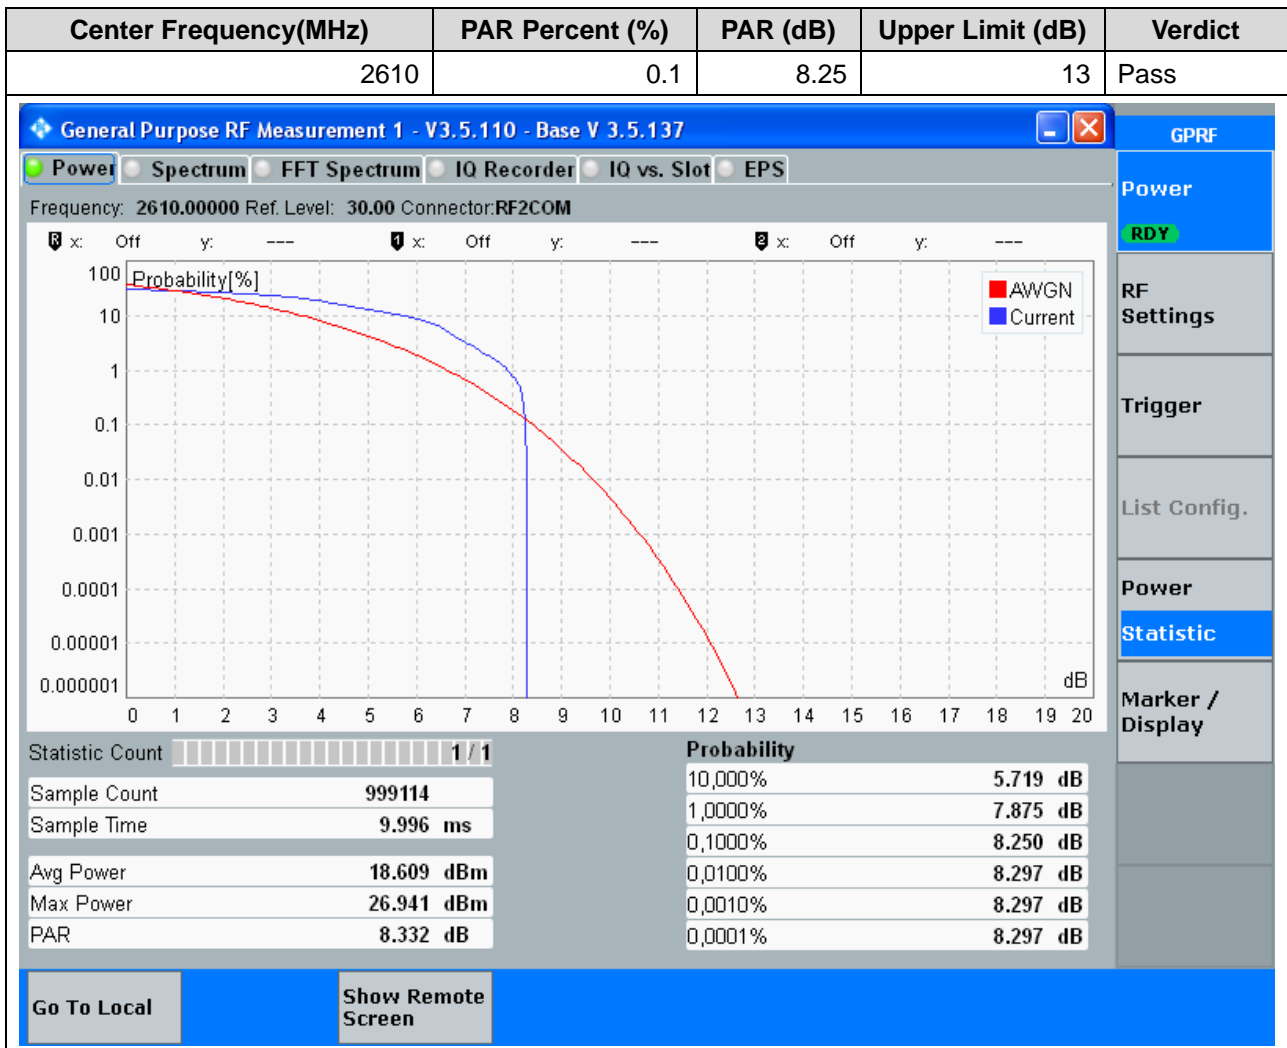 Center Frequency(MHz) PAR Percent (%) PAR (dB) Upper Limit (dB) Verdict
2610 0.1 8.25 13 Pass
General Purpose RF Measurement 1 - V3.5.110 - Base V 3.5.137
GPRF
Power Spectrum FFT Spectrum IQ Recorder IQ vs. Slot EPS
Frequency: 2610.00000 Ref. Level: 30.00 Connector:RF2COM
R x: Off y: --- 1 x: Off y: --- 2 x: Off y: ---
Probability[%]
100
10
1
0.1
0.01
0.001
0.0001
0.00001
0.000001
AWGN
Current
dB
0 1 2 3 4 5 6 7 8 9 10 11 12 13 14 15 16 17 18 19 20
Statistic Count 1 / 1
Sample Count 999114
Sample Time 9.996 ms
Avg Power 18.609 dBm
Max Power 26.941 dBm
PAR 8.332 dB
Probability
10,000% 5.719 dB
1,0000% 7.875 dB
0,1000% 8.250 dB
0,0100% 8.297 dB
0,0010% 8.297 dB
0,0001% 8.297 dB
Power
RDY
RF
Settings
Trigger
List Config.
Power
Statistic
Marker /
Display
Go To Local
Show Remote
Screen